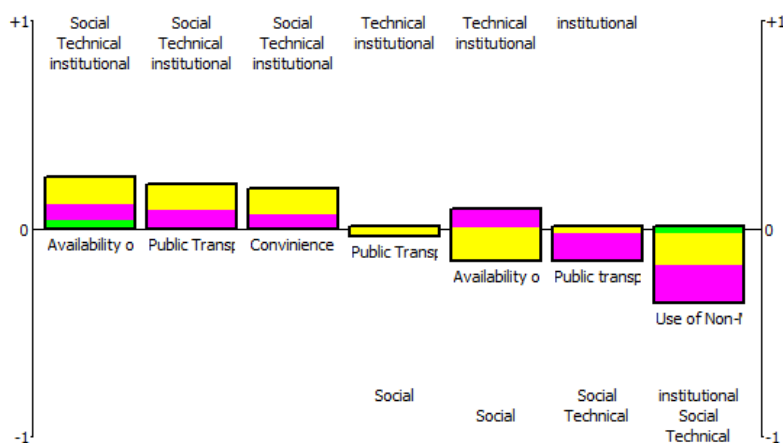 +1 Social Social Social Technical Technical institutional +1
Technical Technical Technical institutional institutional
institutional institutional institutional
0 0
Availability o Public Transp Convinience Public Transp
Availability o Public transp
Use of Non-M
Social Social institutional
Social Technical Social
-1 Technical -1